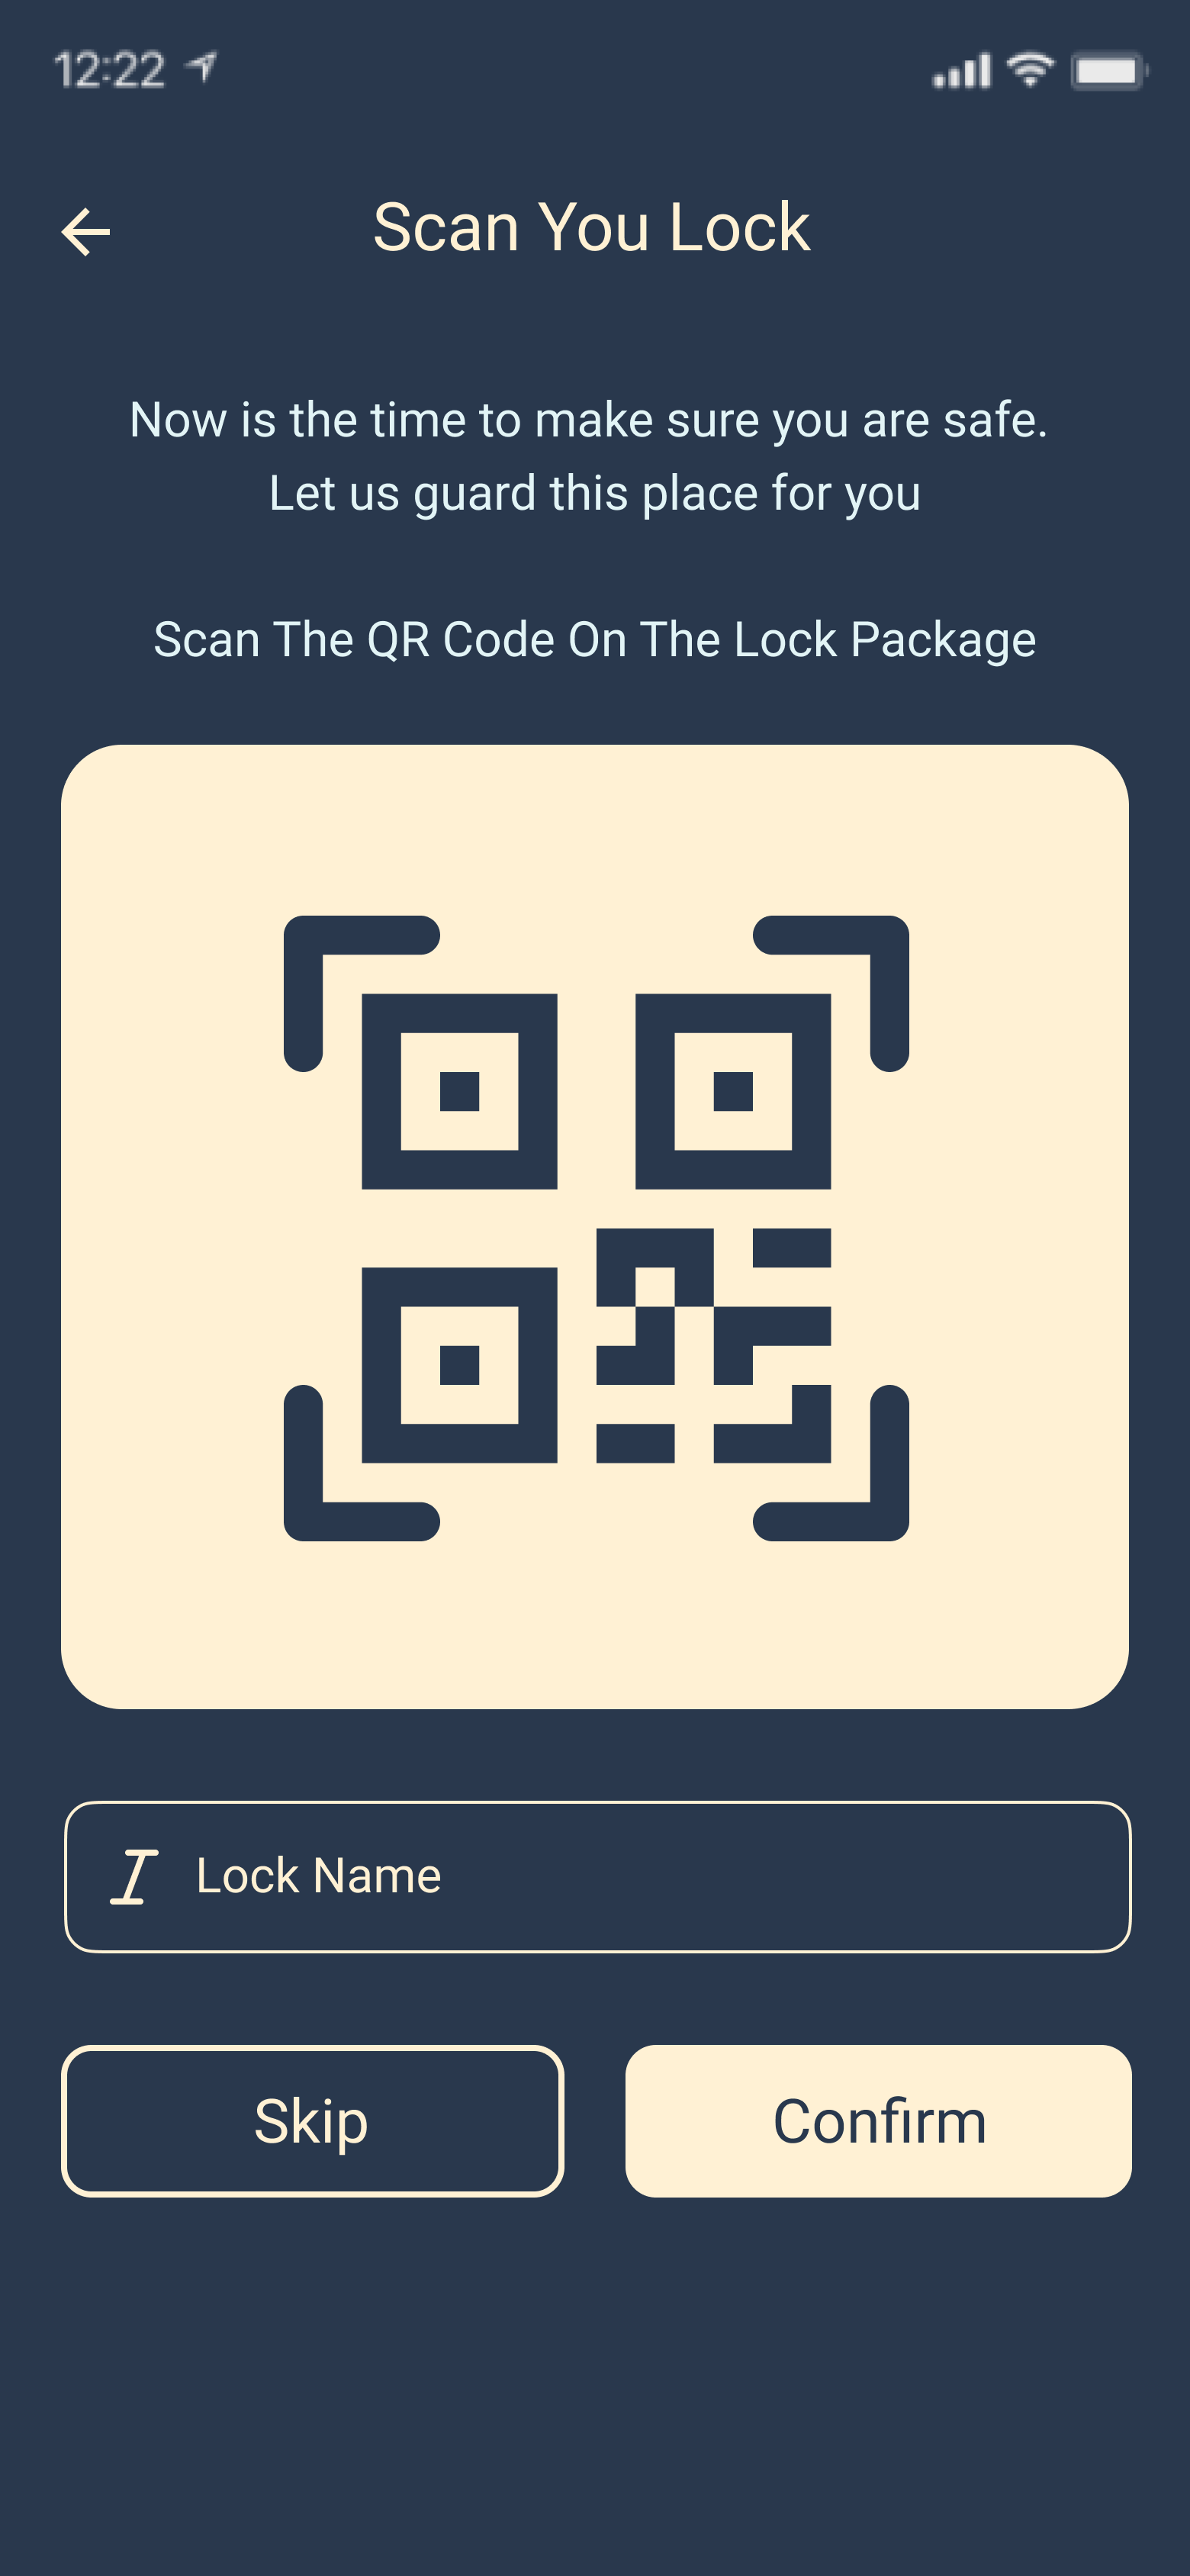 12:22
Scan You Lock
Now is the time to make sure you are safe.
Let us guard this place for you
Scan The QR Code On The Lock Package
Lock Name
Skip
Confirm